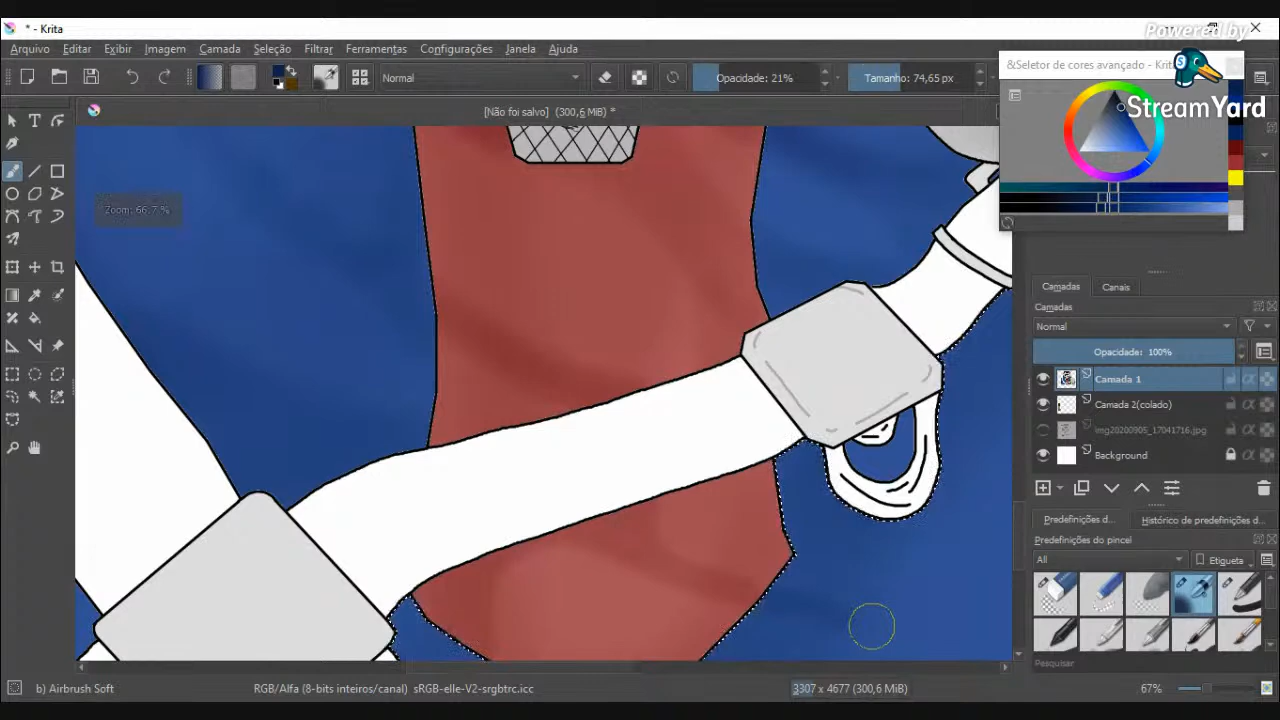 * - Krita
Powered by
StreamYard
Arquivo Editar Exibir Imagem Camada Seleção Filtrar Ferramentas Configurações Janela Ajuda
Normal
Opacidade: 21%
Tamanho: 74,65 px
&Seletor de cores avançado - Krita
[Não foi salvo] (300,6 MiB) *
Zoom: 66,7 %
Camadas Canais
Camadas
Normal
Opacidade: 100%
Camada 1
Camada 2(colado)
img20200905_17041716.jpg
Background
Predefinições d... Histórico de predefinições d...
Predefinições do pincel
All Etiqueta
Pesquisar
b) Airbrush Soft RGB/Alfa (8-bits inteiros/canal) sRGB-elle-V2-srgbtrc.icc 3307 x 4677 (300,6 MiB) 67%